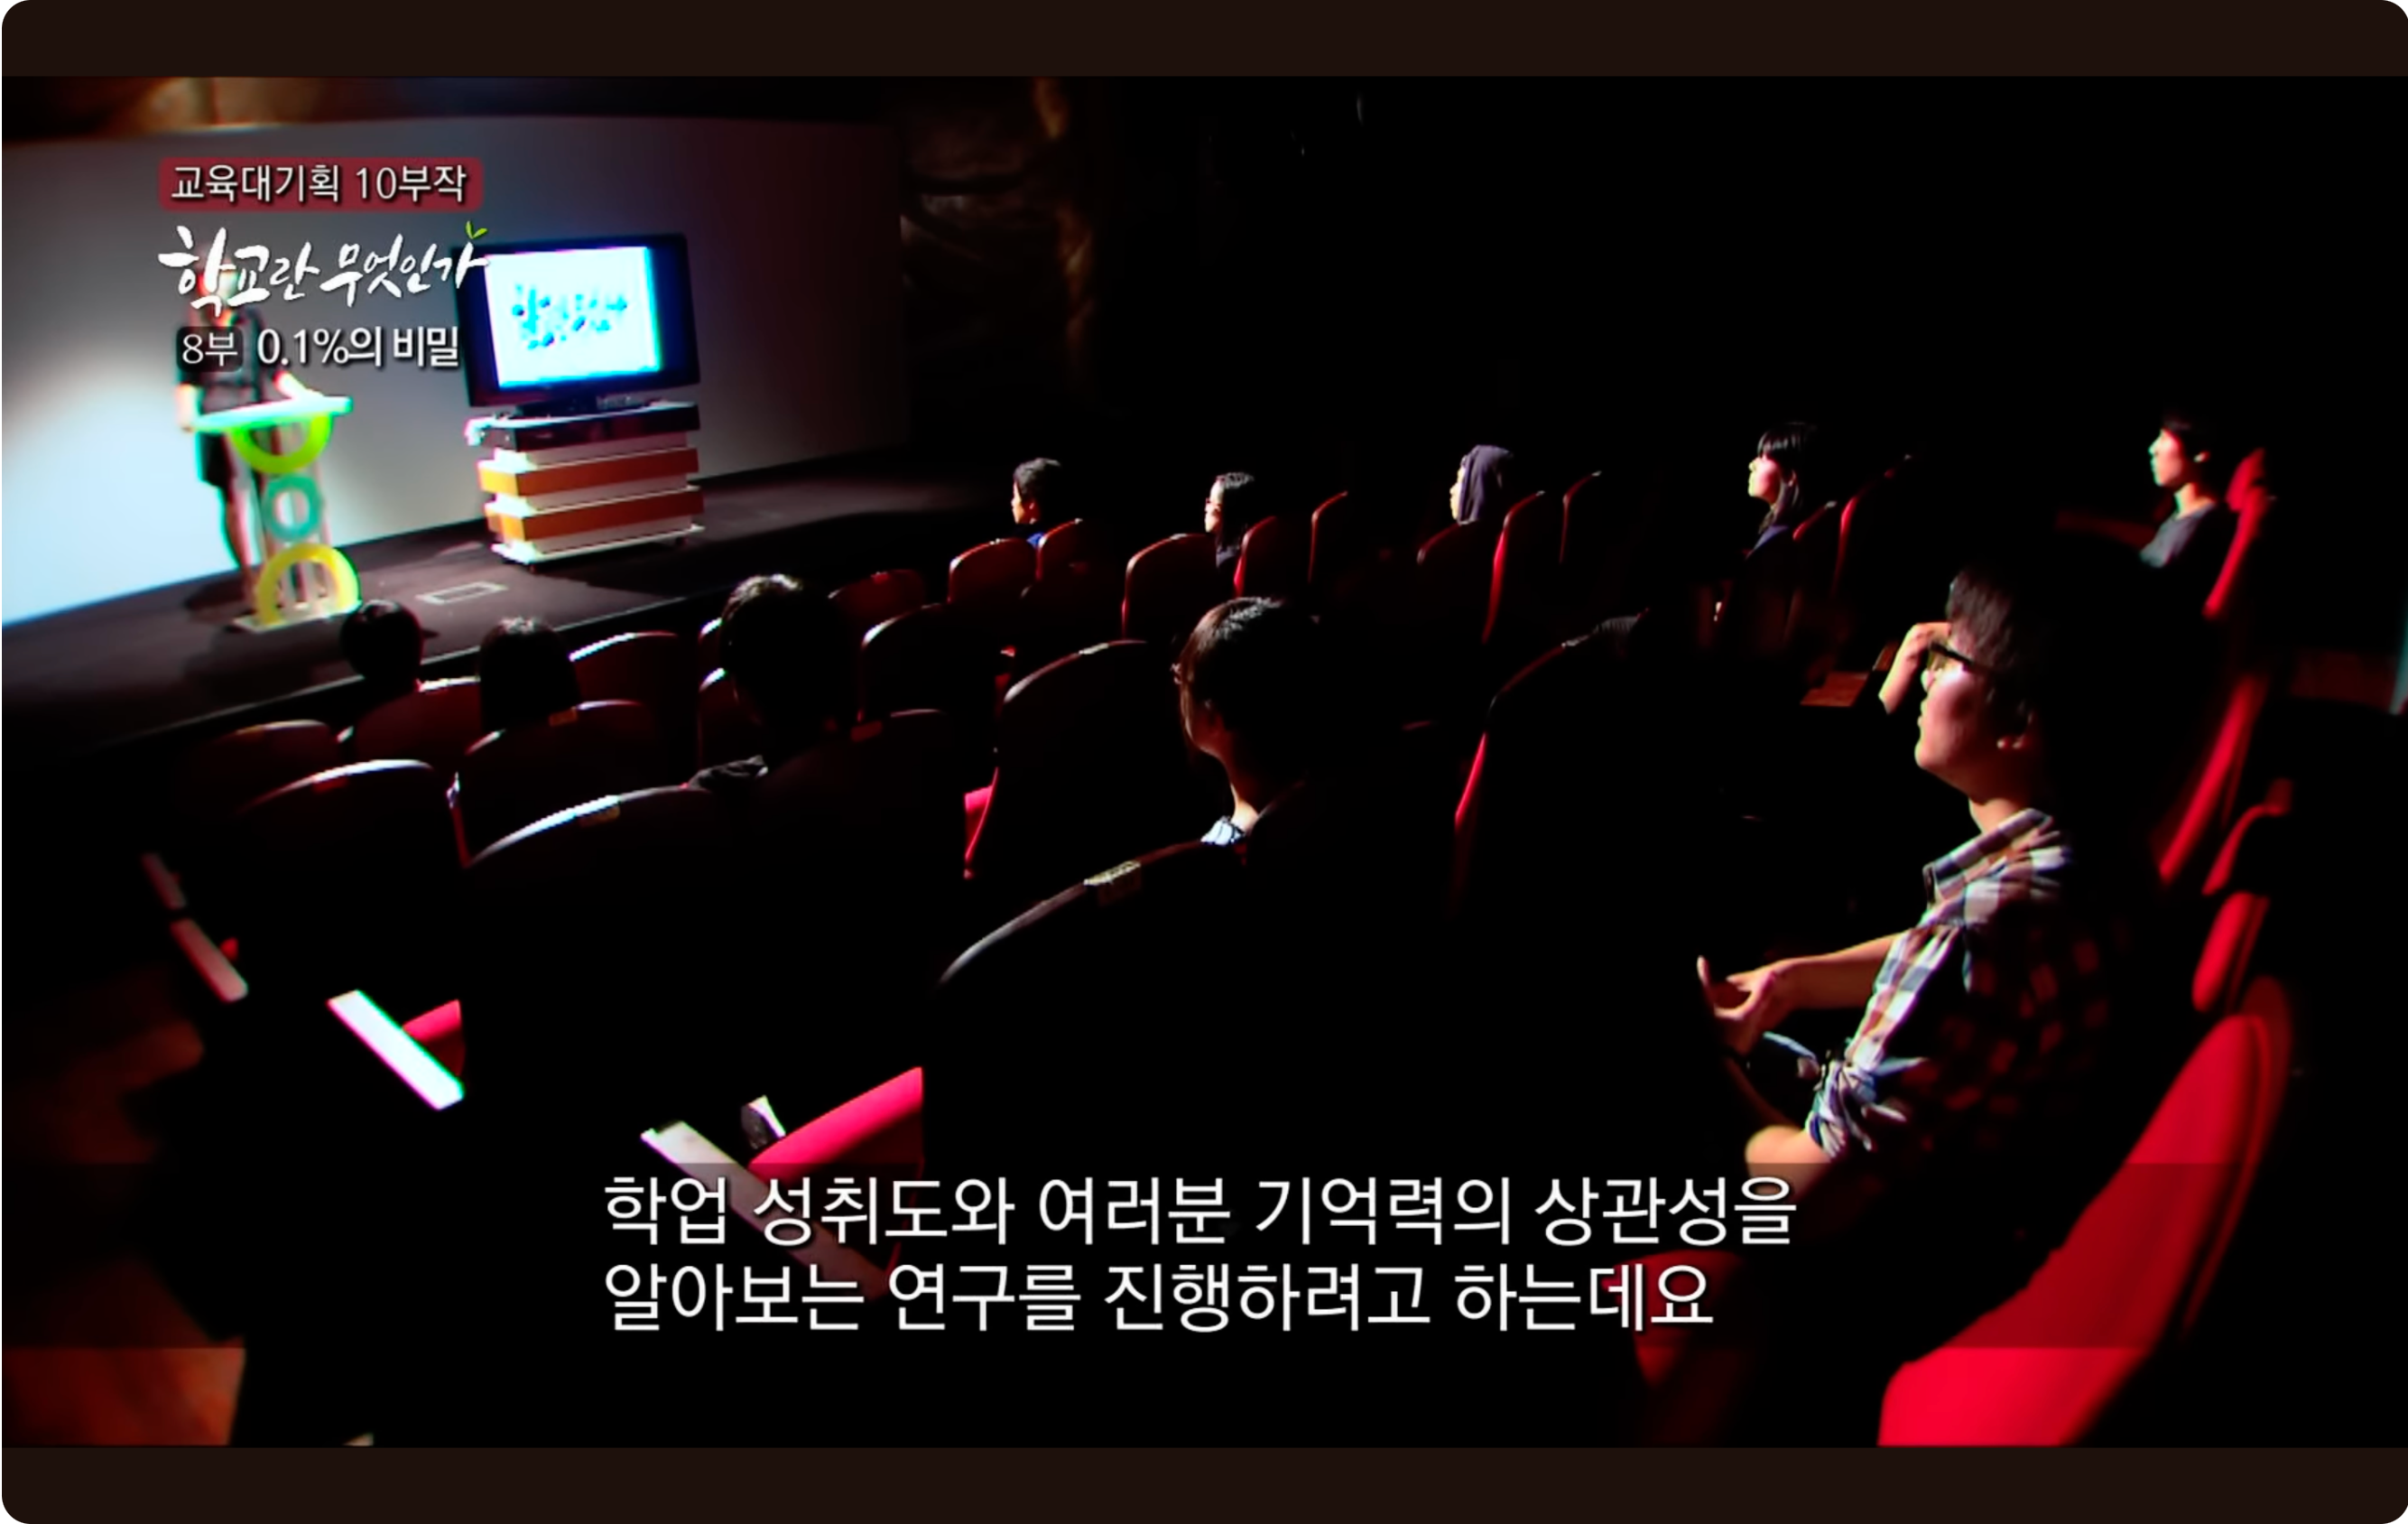 교육대기획 10부작
학교란 무엇인가
8부 0.1%의 비밀
학업 성취도와 여러분 기억력의 상관성을
알아보는 연구를 진행하려고 하는데요